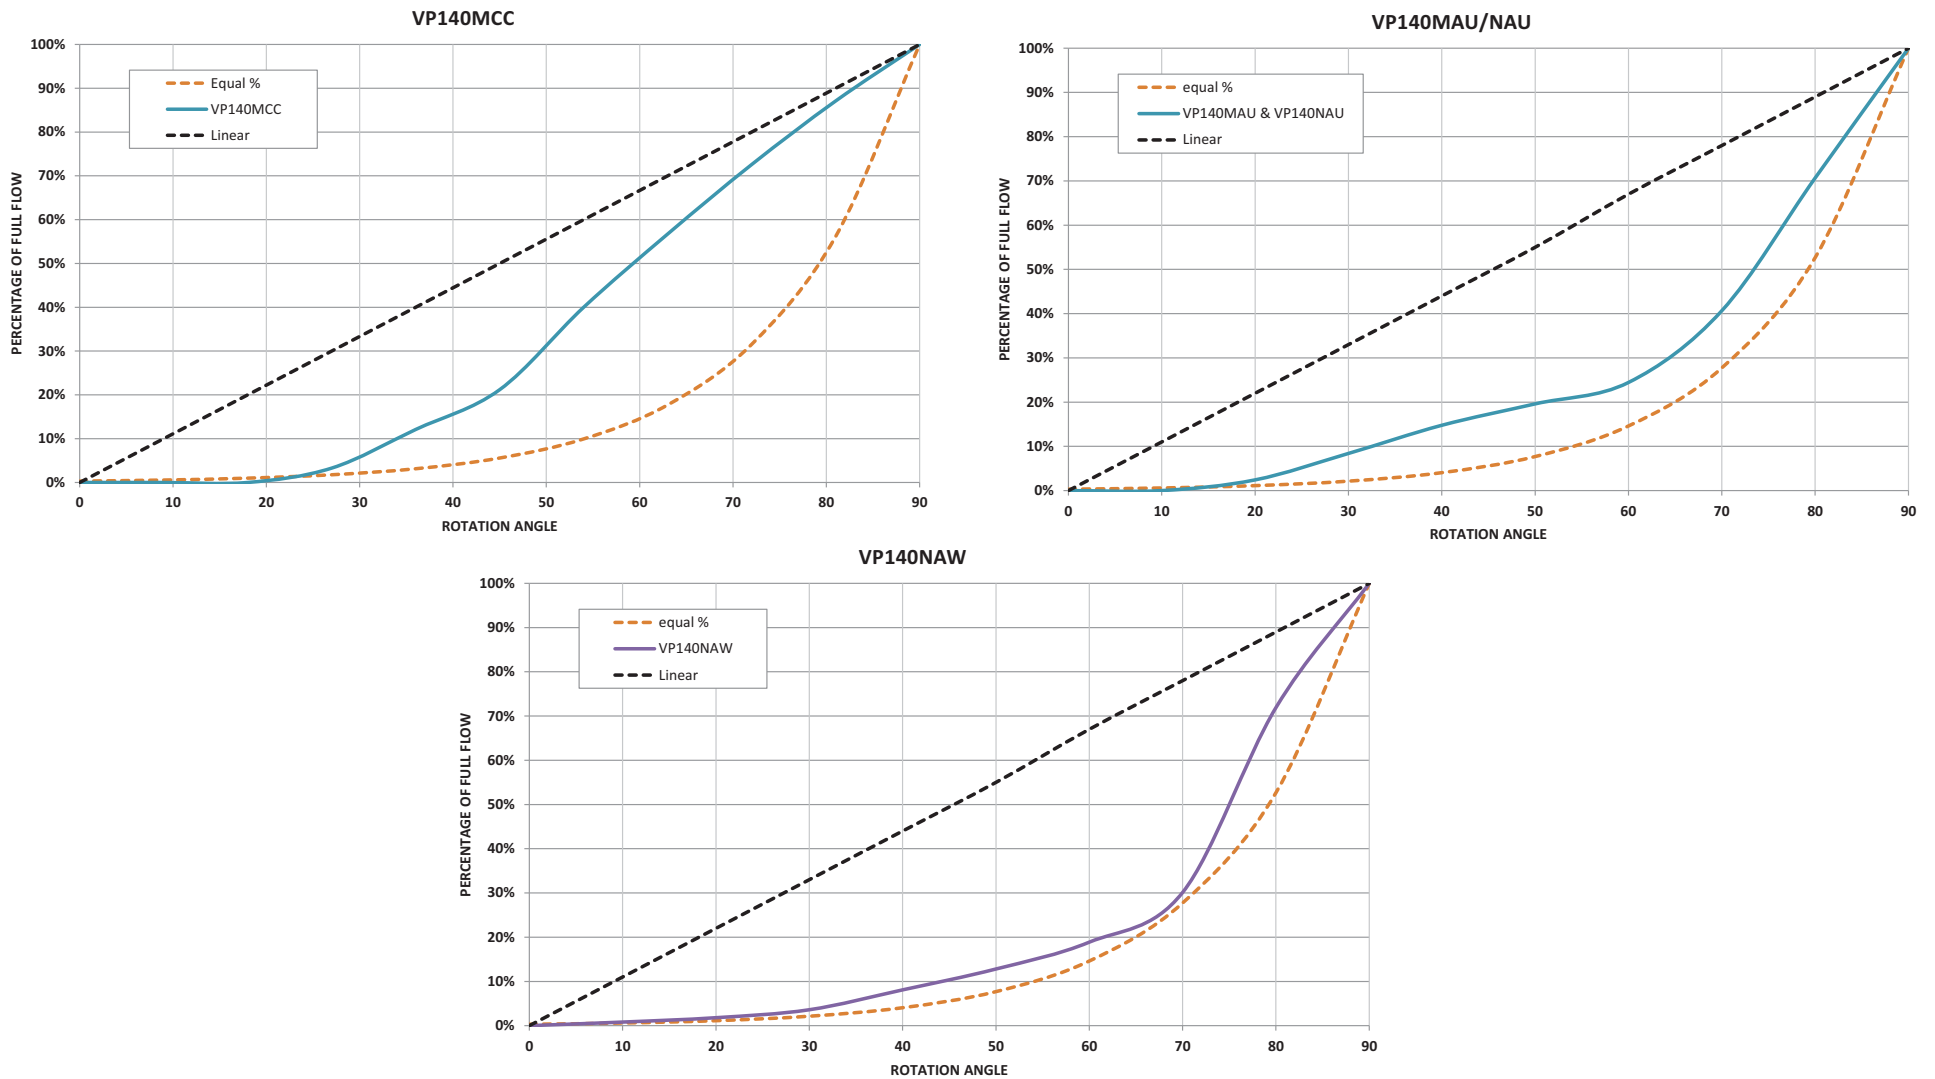 VP140MCC
100%
90%
80%
70%
60%
50%
40%
30%
20%
10%
0%
PERCENTAGE OF FULL FLOW
Equal %
VP140MCC
Linear
0 10 20 30 40 50 60 70 80 90
ROTATION ANGLE
VP140MAU/NAU
100%
90%
80%
70%
60%
50%
40%
30%
20%
10%
0%
PERCENTAGE OF FULL FLOW
equal %
VP140MAU & VP140NAU
Linear
0 10 20 30 40 50 60 70 80 90
ROTATION ANGLE
VP140NAW
100%
90%
80%
70%
60%
50%
40%
30%
20%
10%
0%
PERCENTAGE OF FULL FLOW
equal %
VP140NAW
Linear
0 10 20 30 40 50 60 70 80 90
ROTATION ANGLE